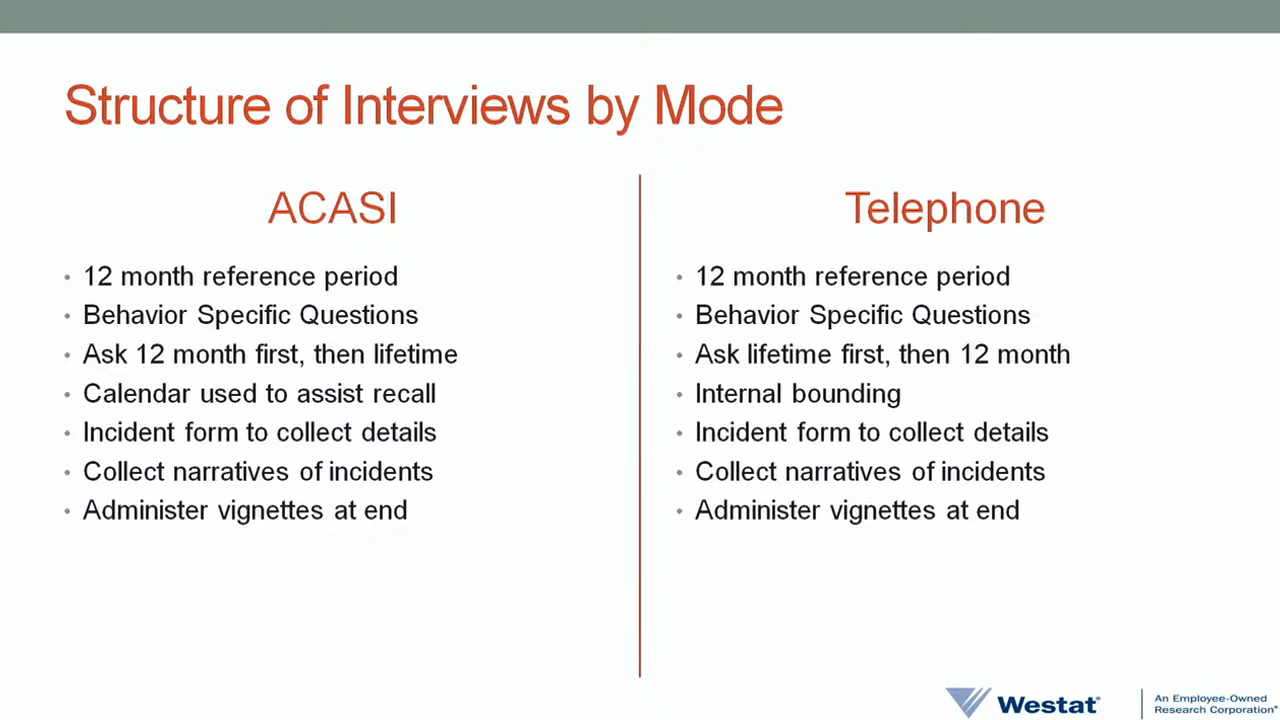 Structure of Interviews by Mode
ACASI
• 12 month reference period
• Behavior Specific Questions
• Ask 12 month first, then lifetime
• Calendar used to assist recall
• Incident form to collect details
• Collect narratives of incidents
• Administer vignettes at end
Telephone
• 12 month reference period
• Behavior Specific Questions
• Ask lifetime first, then 12 month
• Internal bounding
• Incident form to collect details
• Collect narratives of incidents
• Administer vignettes at end
Westat®
An Employee-Owned
Research Corporation®